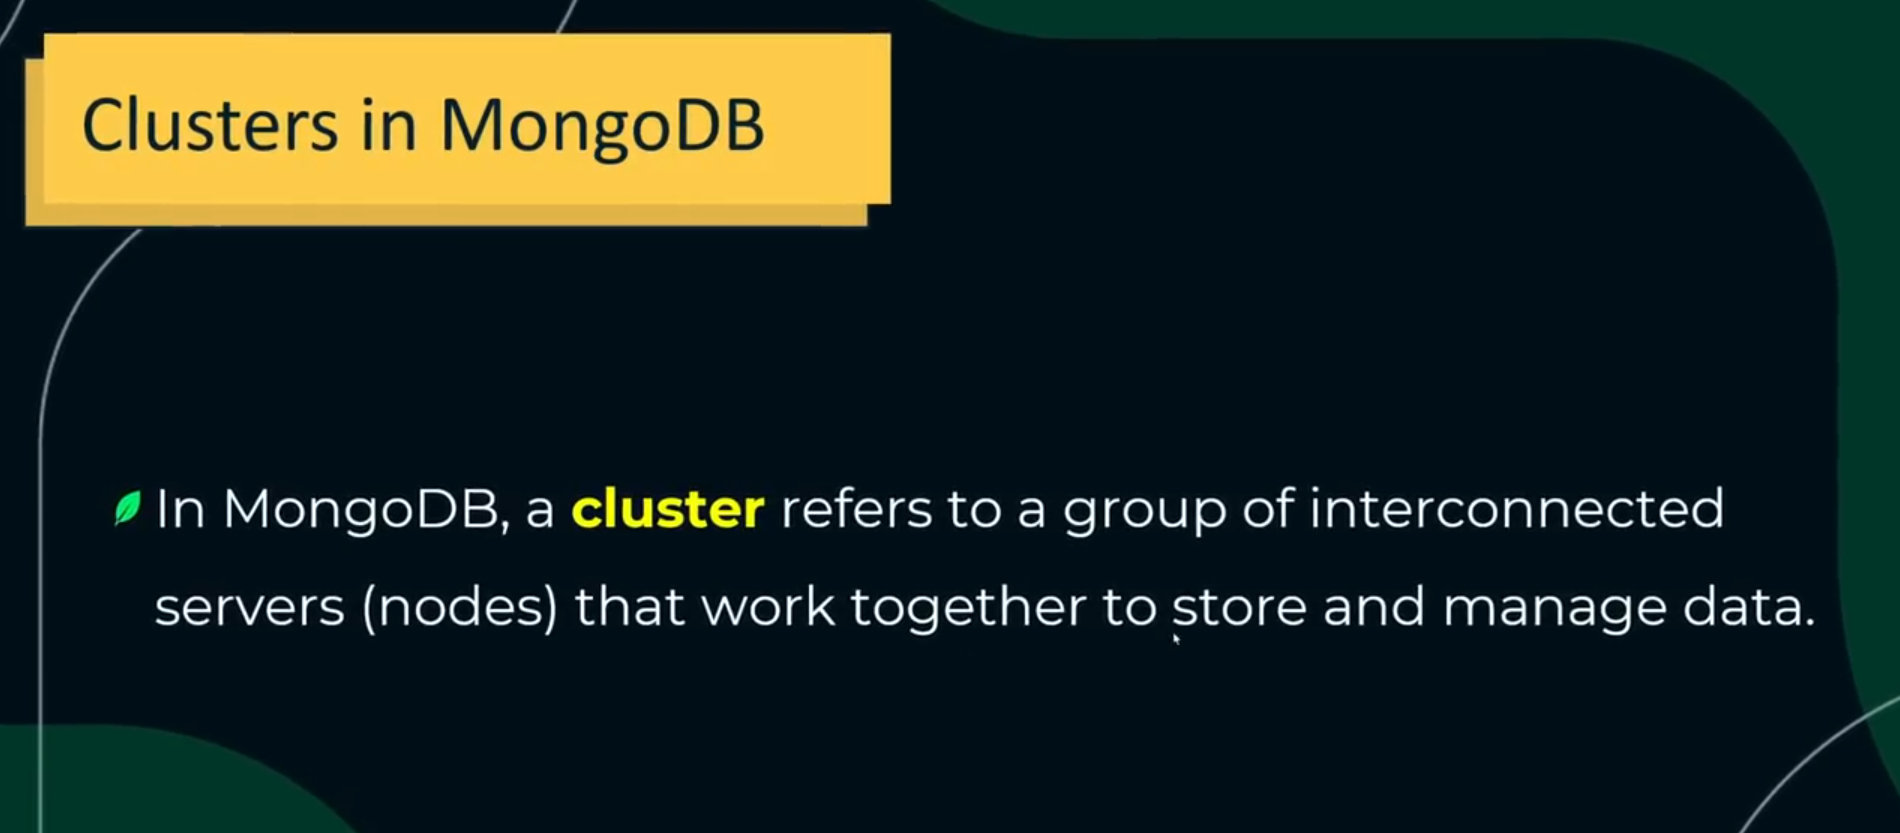 Clusters in MongoDB
In MongoDB, a cluster refers to a group of interconnected
servers (nodes) that work together to store and manage data.